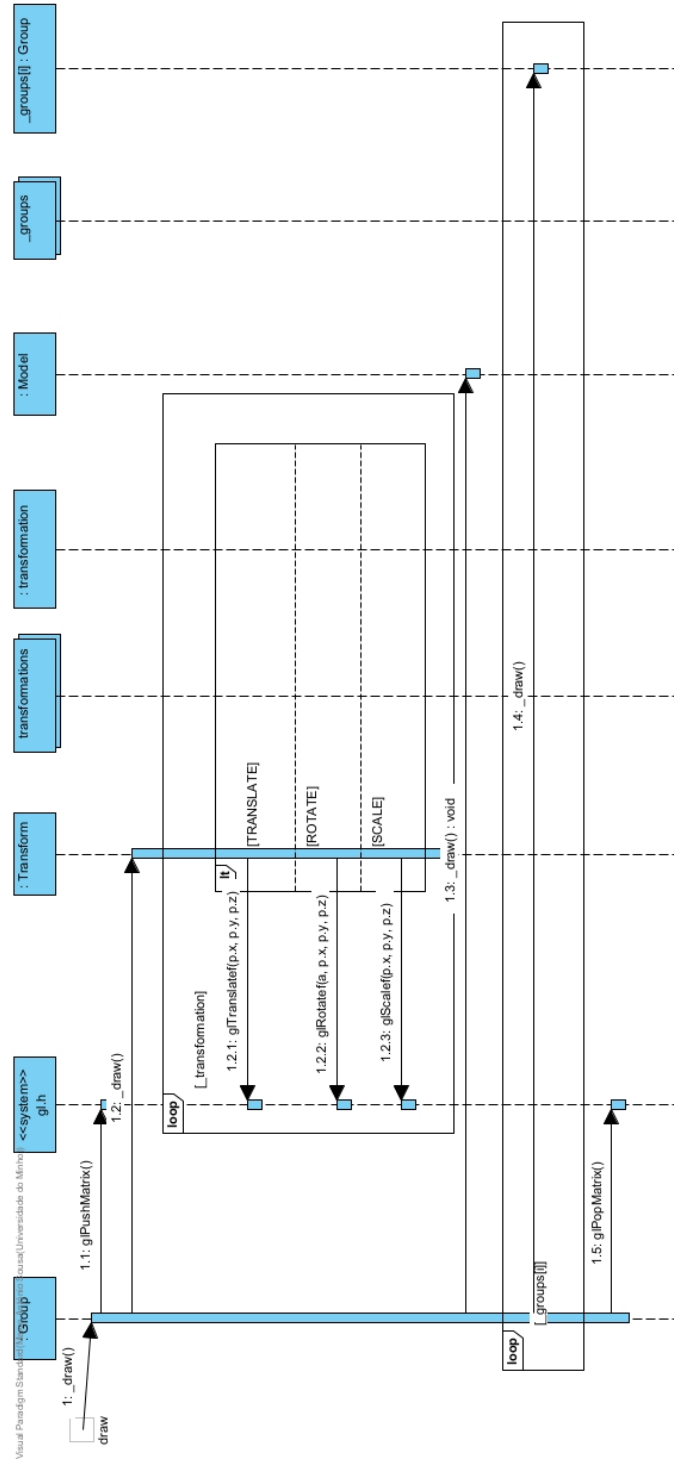 Visual Paradigm Standard(
Sousa(Universidade do Minho)
: Group
<<system>>
gl.h
: Transform
transformations
: transformation
: Model
_groups
_groups[i] : Group
draw
1: _draw()
1.1: glPushMatrix()
1.2: _draw()
loop
[_transformation]
lt
[TRANSLATE]
1.2.1: glTranslatef(p.x, p.y, p.z)
[ROTATE]
1.2.2: glRotatef(a, p.x, p.y, p.z)
[SCALE]
1.2.3: glScalef(p.x, p.y, p.z)
1.3: _draw() : void
loop
[_groups[i]]
1.4: _draw()
1.5: glPopMatrix()